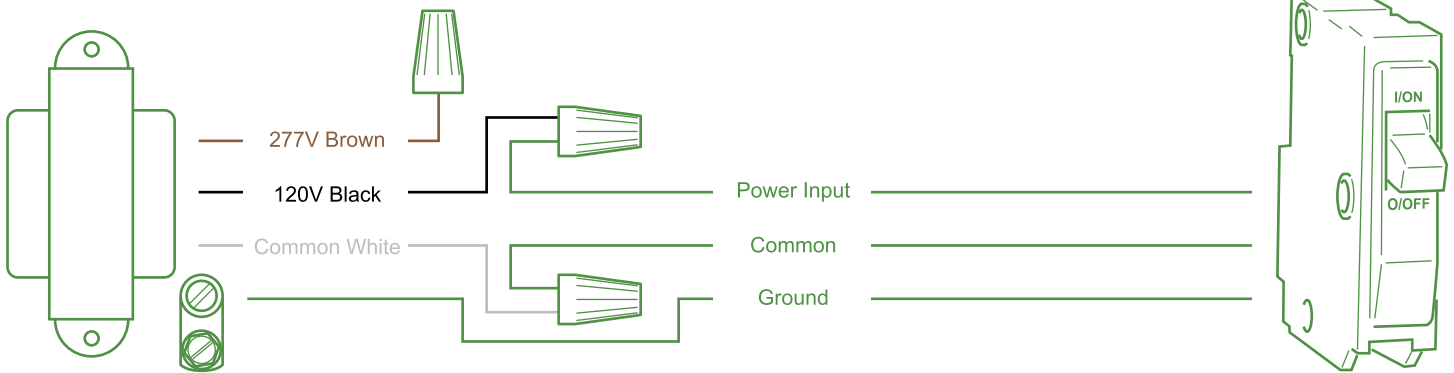 277V Brown
120V Black
Common White
Power Input
Common
Ground
I/ON
O/OFF